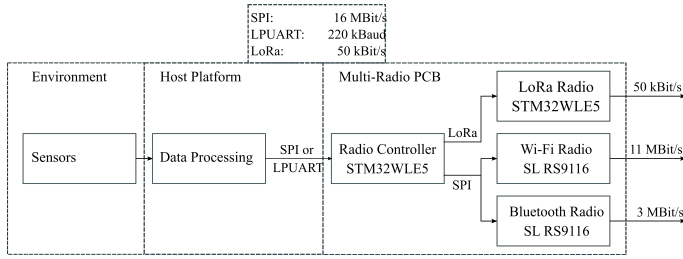 SPI: 16 MBit/s
LPUART: 220 kBaud
LoRa: 50 kBit/s
Environment
Host Platform
Multi-Radio PCB
Sensors
Data Processing
SPI or
LPUART
Radio Controller
STM32WLE5
LoRa
SPI
LoRa Radio
STM32WLE5
50 kBit/s
Wi-Fi Radio
SL RS9116
11 MBit/s
Bluetooth Radio
SL RS9116
3 MBit/s